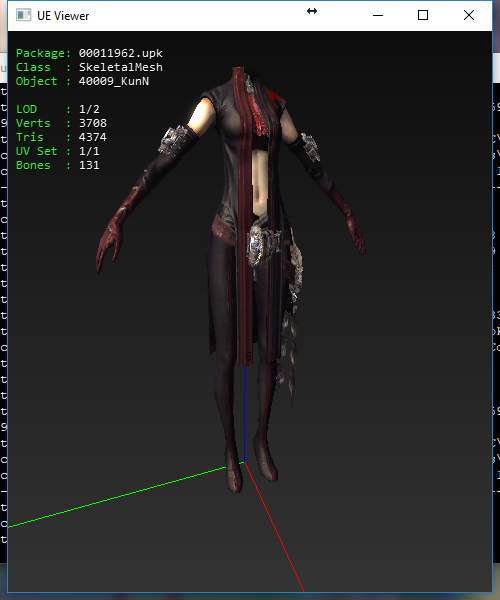 UE Viewer
Package: 00011962.upk
Class : SkeletalMesh
Object : 40009_KunN
LOD : 1/2
Verts : 3708
Tris : 4374
UV Set : 1/1
Bones : 131